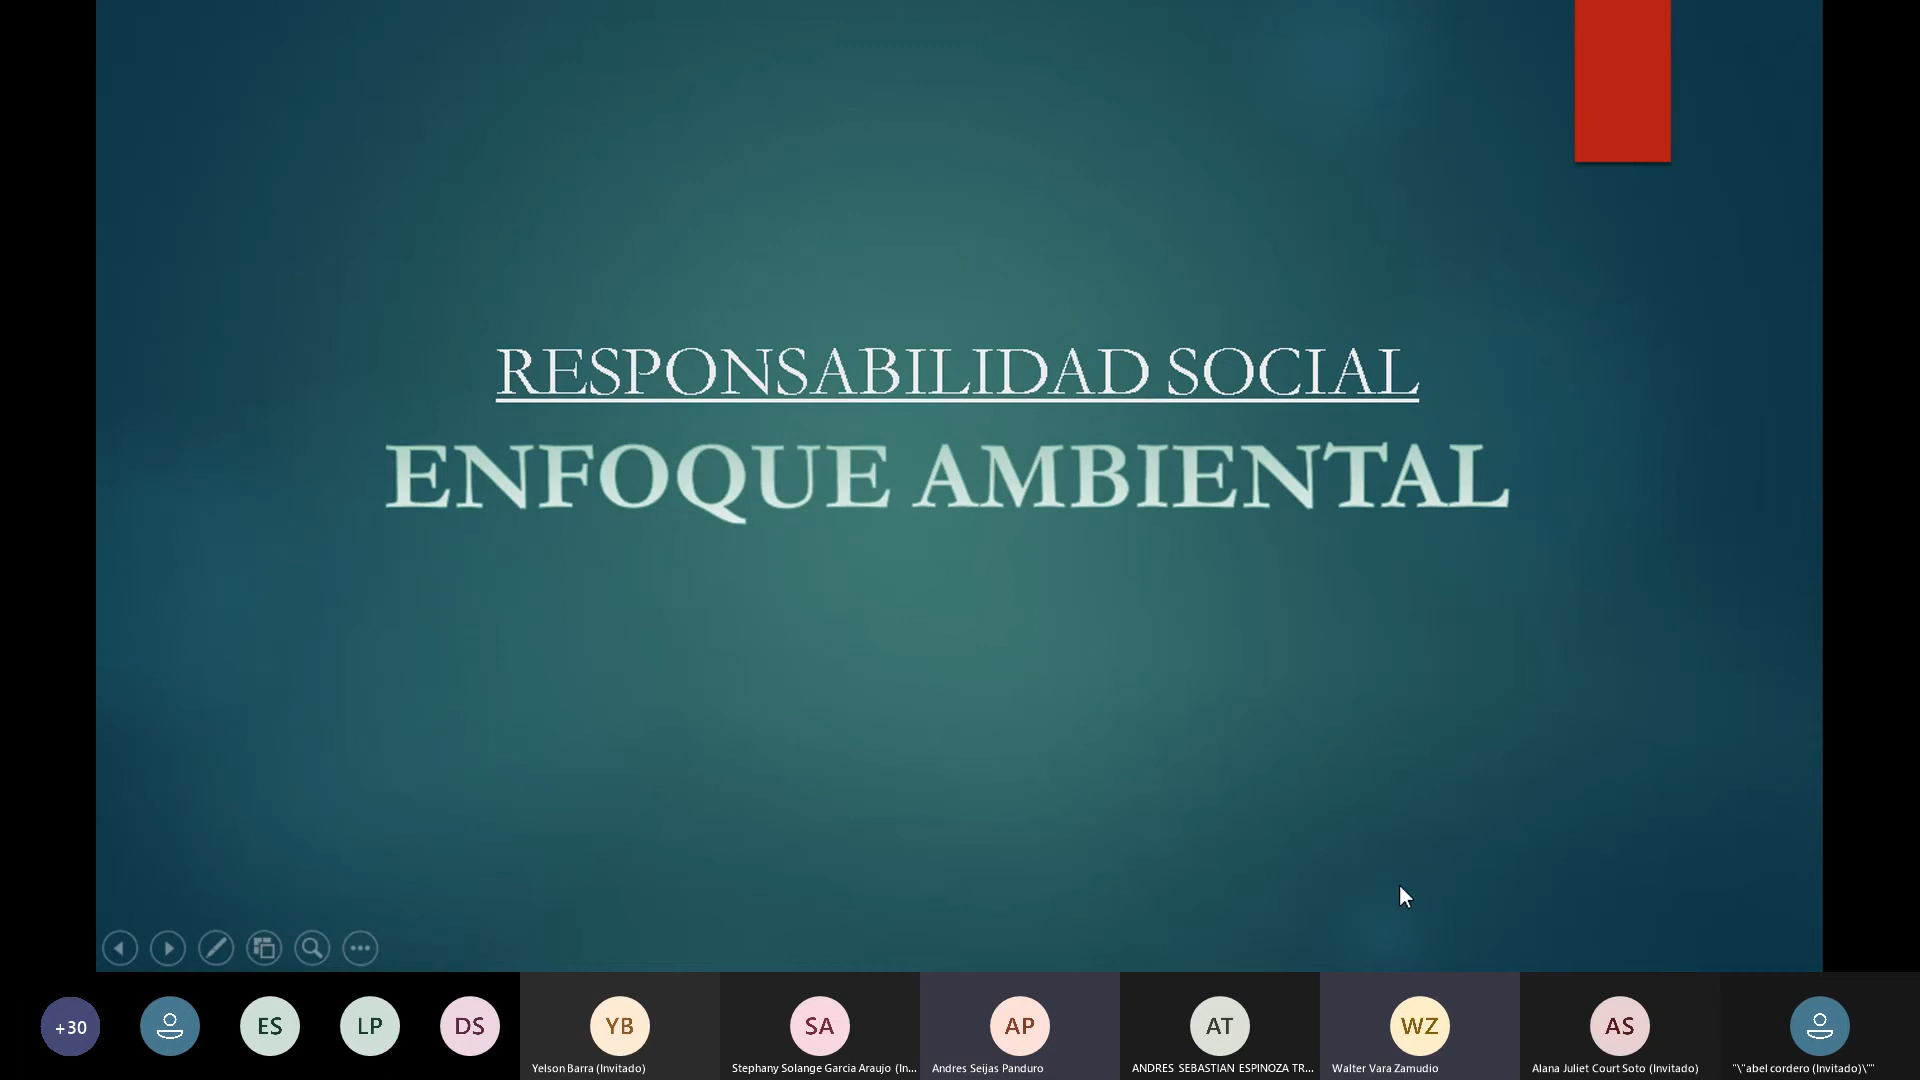 RESPONSABILIDAD SOCIAL
ENFOQUE AMBIENTAL
+30
ES
LP
DS
YB
SA
AP
AT
WZ
AS
Yelson Barra (Invitado)
Stephany Solange Garcia Araujo (In...
Andres Seijas Panduro
ANDRES SEBASTIAN ESPINOZA TR...
Walter Vara Zamudio
Alana Juliet Court Soto (Invitado)
"\"abel cordero (Invitado)\""